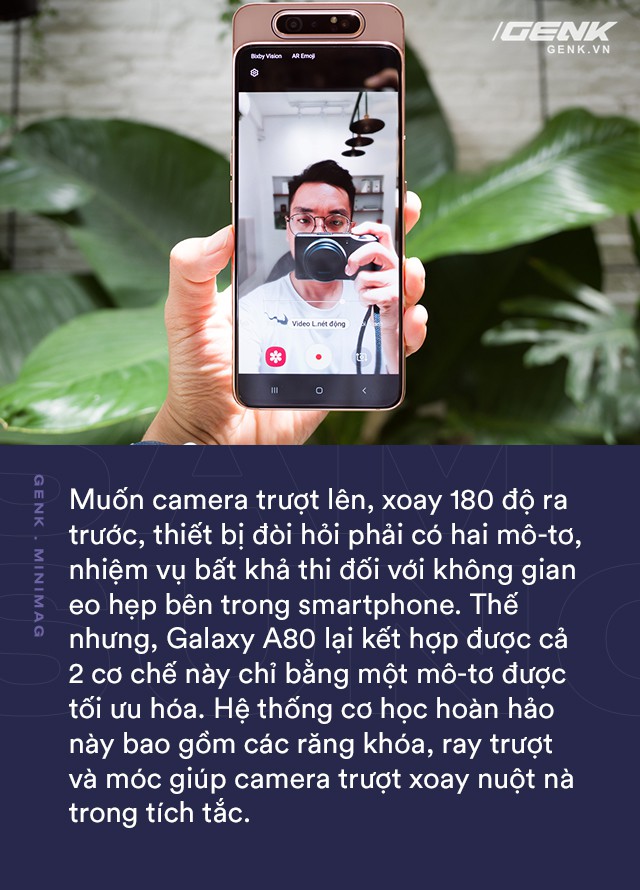 /GENK
GENK.VN
Bixby Vision AR Emoji
Video L.nét động
GENK . MINIMAG
SAM
SUNG
Muốn camera trượt lên, xoay 180 độ ra
trước, thiết bị đòi hỏi phải có hai mô-tơ,
nhiệm vụ bất khả thi đối với không gian
eo hẹp bên trong smartphone. Thế
nhưng, Galaxy A80 lại kết hợp được cả
2 cơ chế này chỉ bằng một mô-tơ được
tối ưu hóa. Hệ thống cơ học hoàn hảo
này bao gồm các răng khóa, ray trượt
và móc giúp camera trượt xoay nuột nà
trong tích tắc.